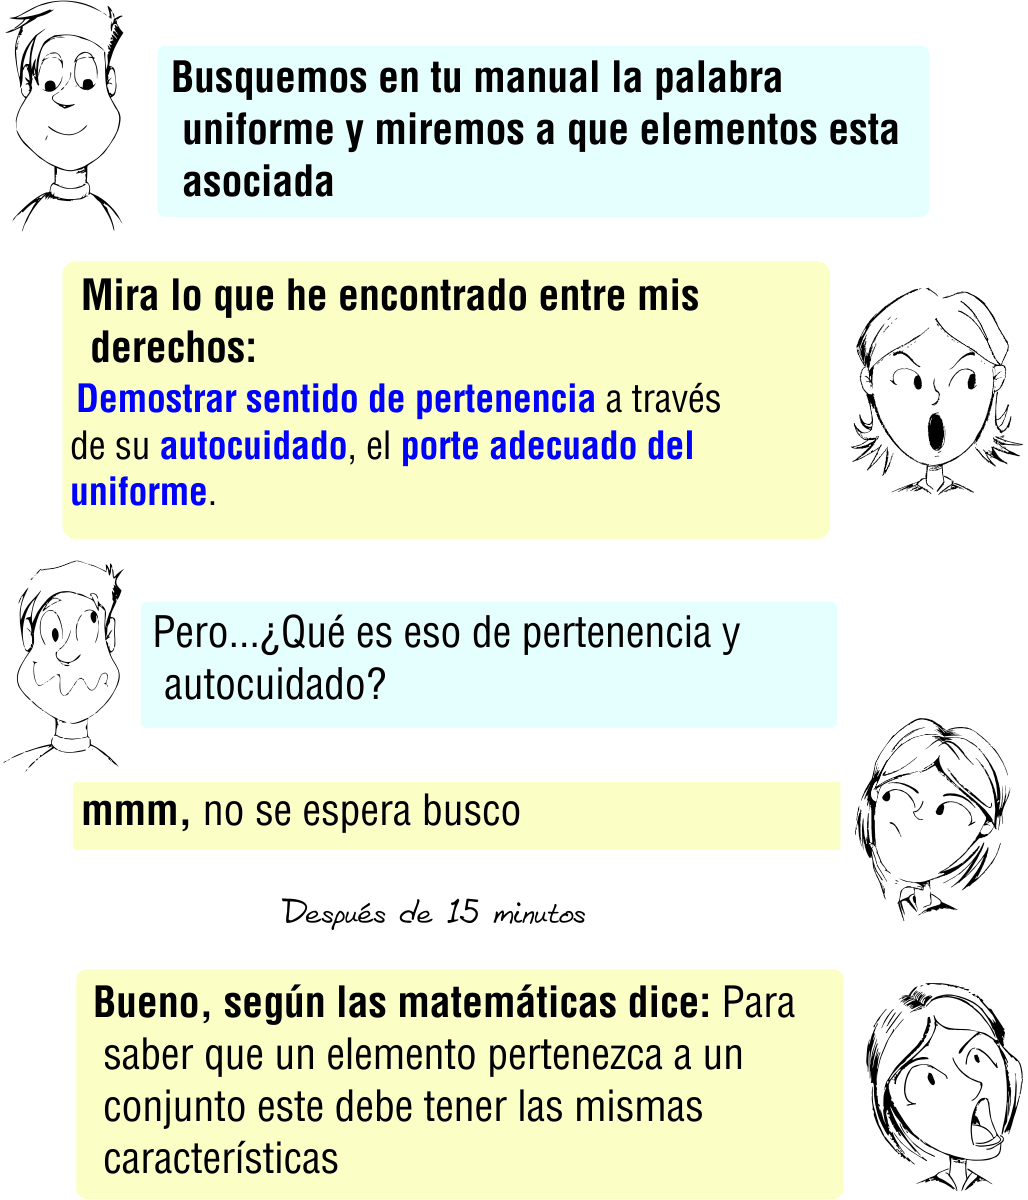 Busquemos en tu manual la palabra
uniforme y miremos a que elementos esta
asociada
Mira lo que he encontrado entre mis
derechos:
Demostrar sentido de pertenencia a través
de su autocuidado, el porte adecuado del
uniforme.
Pero...¿Qué es eso de pertenencia y
autocuidado?
mmm, no se espera busco
Después de 15 minutos
Bueno, según las matemáticas dice: Para
saber que un elemento pertenezca a un
conjunto este debe tener las mismas
características